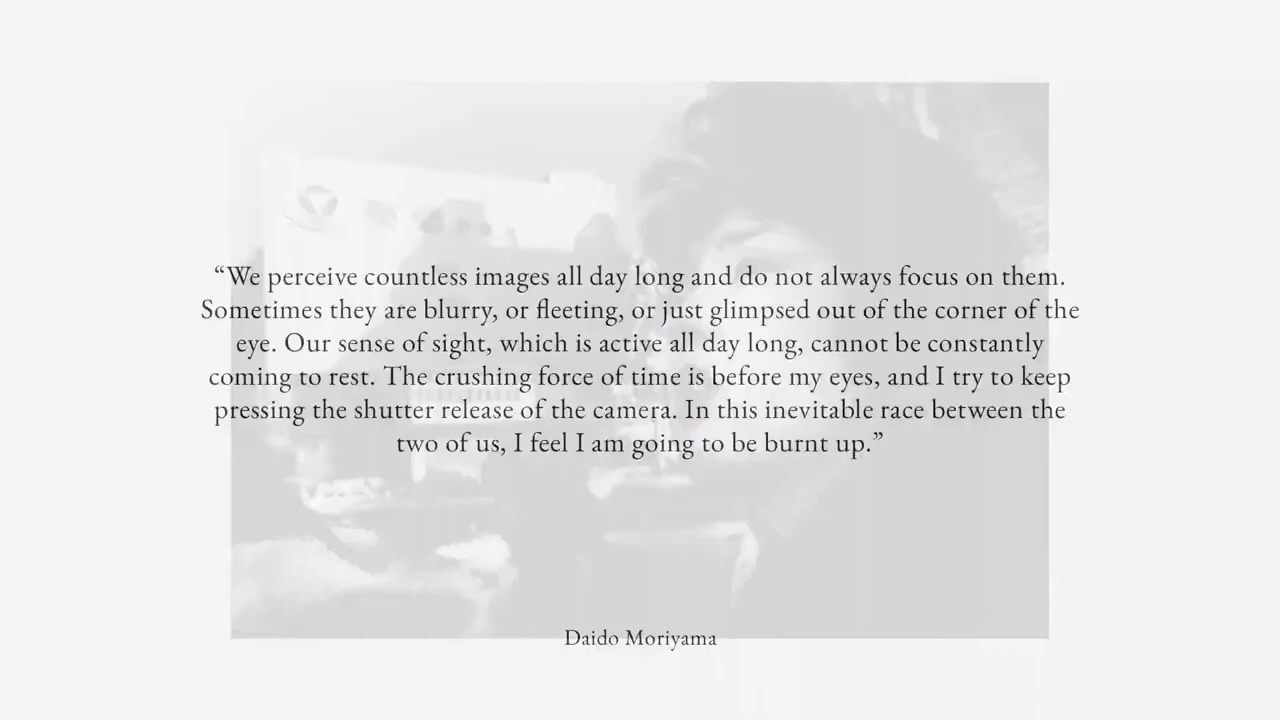 “We perceive countless images all day long and do not always focus on them.
Sometimes they are blurry, or fleeting, or just glimpsed out of the corner of the
eye. Our sense of sight, which is active all day long, cannot be constantly
coming to rest. The crushing force of time is before my eyes, and I try to keep
pressing the shutter release of the camera. In this inevitable race between the
two of us, I feel I am going to be burnt up.”
Daido Moriyama